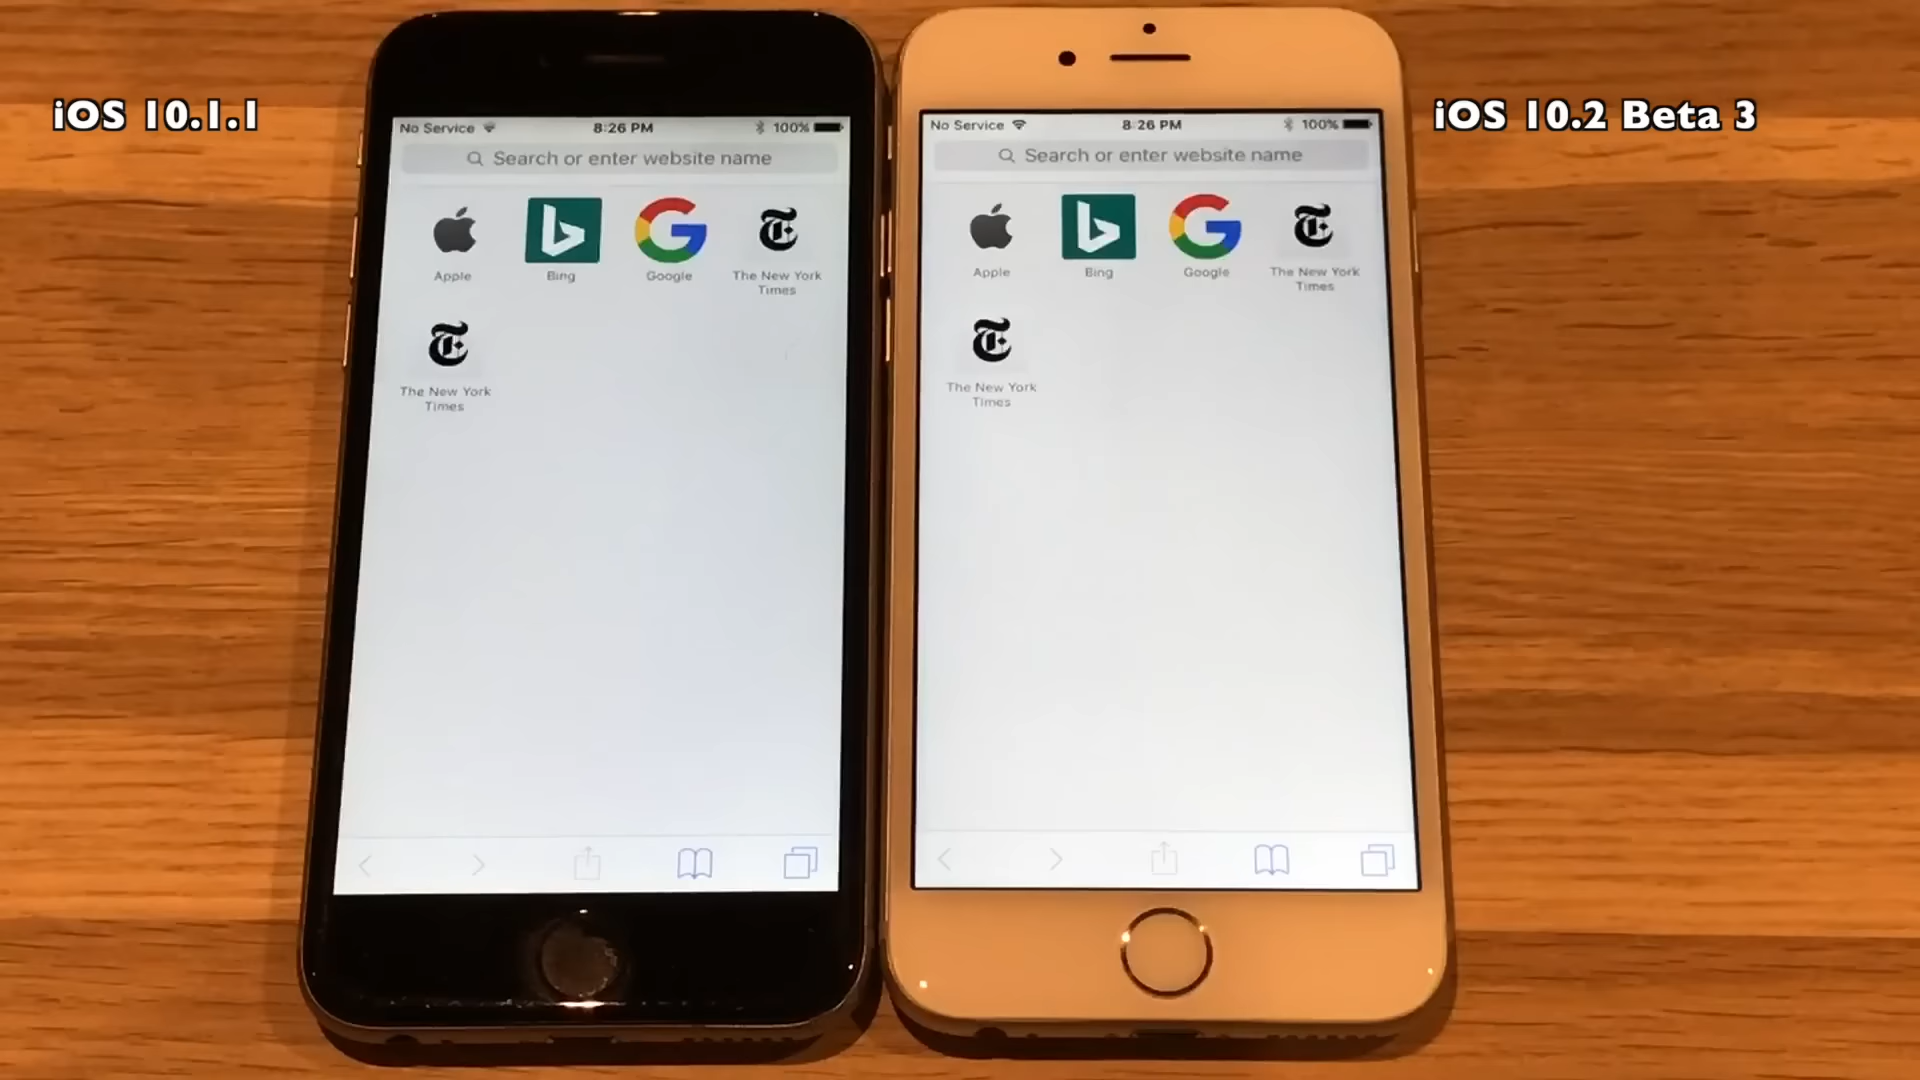 iOS 10.1.1
iOS 10.2 Beta 3
No Service 8:26 PM 100%
Search or enter website name
Apple Bing Google The New York
Times
The New York
Times
No Service 8:26 PM 100%
Search or enter website name
Apple Bing Google The New York
Times
The New York
Times